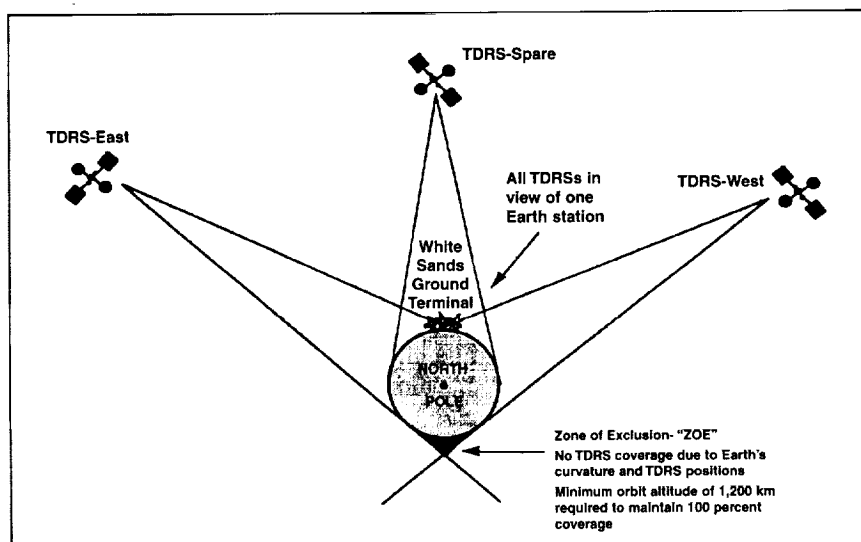 TDRS-Spare
TDRS-East
TDRS-West
All TDRSs in
view of one
Earth station
White
Sands
Ground
Terminal
NORTH
POLE
Zone of Exclusion- "ZOE"
No TDRS coverage due to Earth's
curvature and TDRS positions
Minimum orbit altitude of 1,200 km
required to maintain 100 percent
coverage